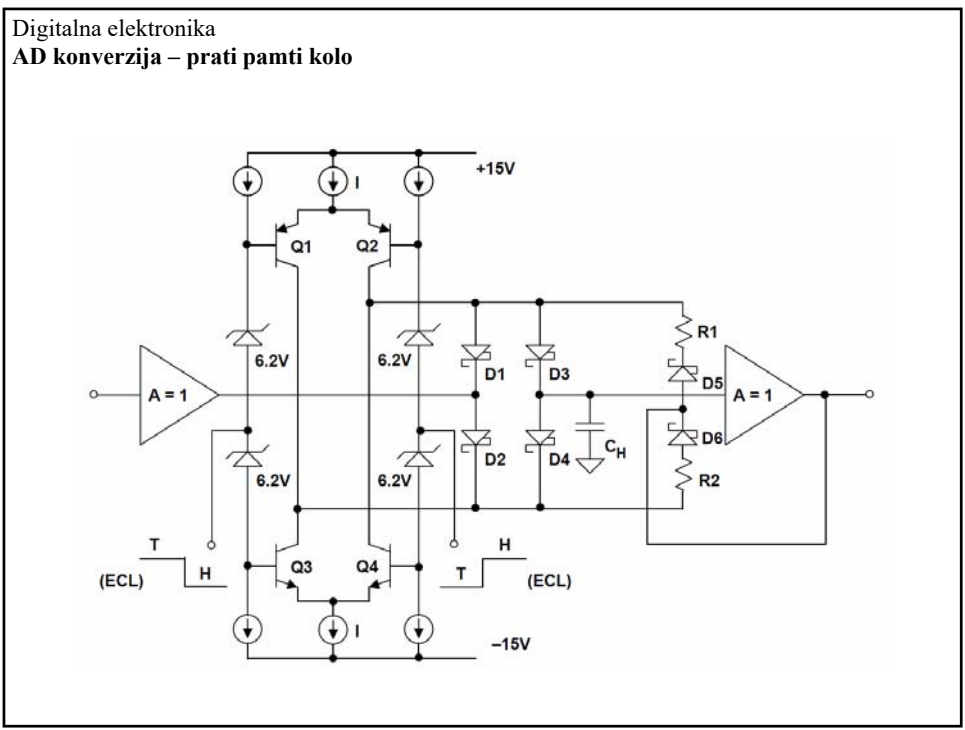 Digitalna elektronika
AD konverzija – prati pamti kolo
+15V
I
Q1 Q2
6.2V 6.2V
R1
D1 D3
D5
A = 1 A = 1
D6
D2 D4 C_H
6.2V 6.2V
R2
T H
Q3 Q4
H T
(ECL) (ECL)
I
–15V